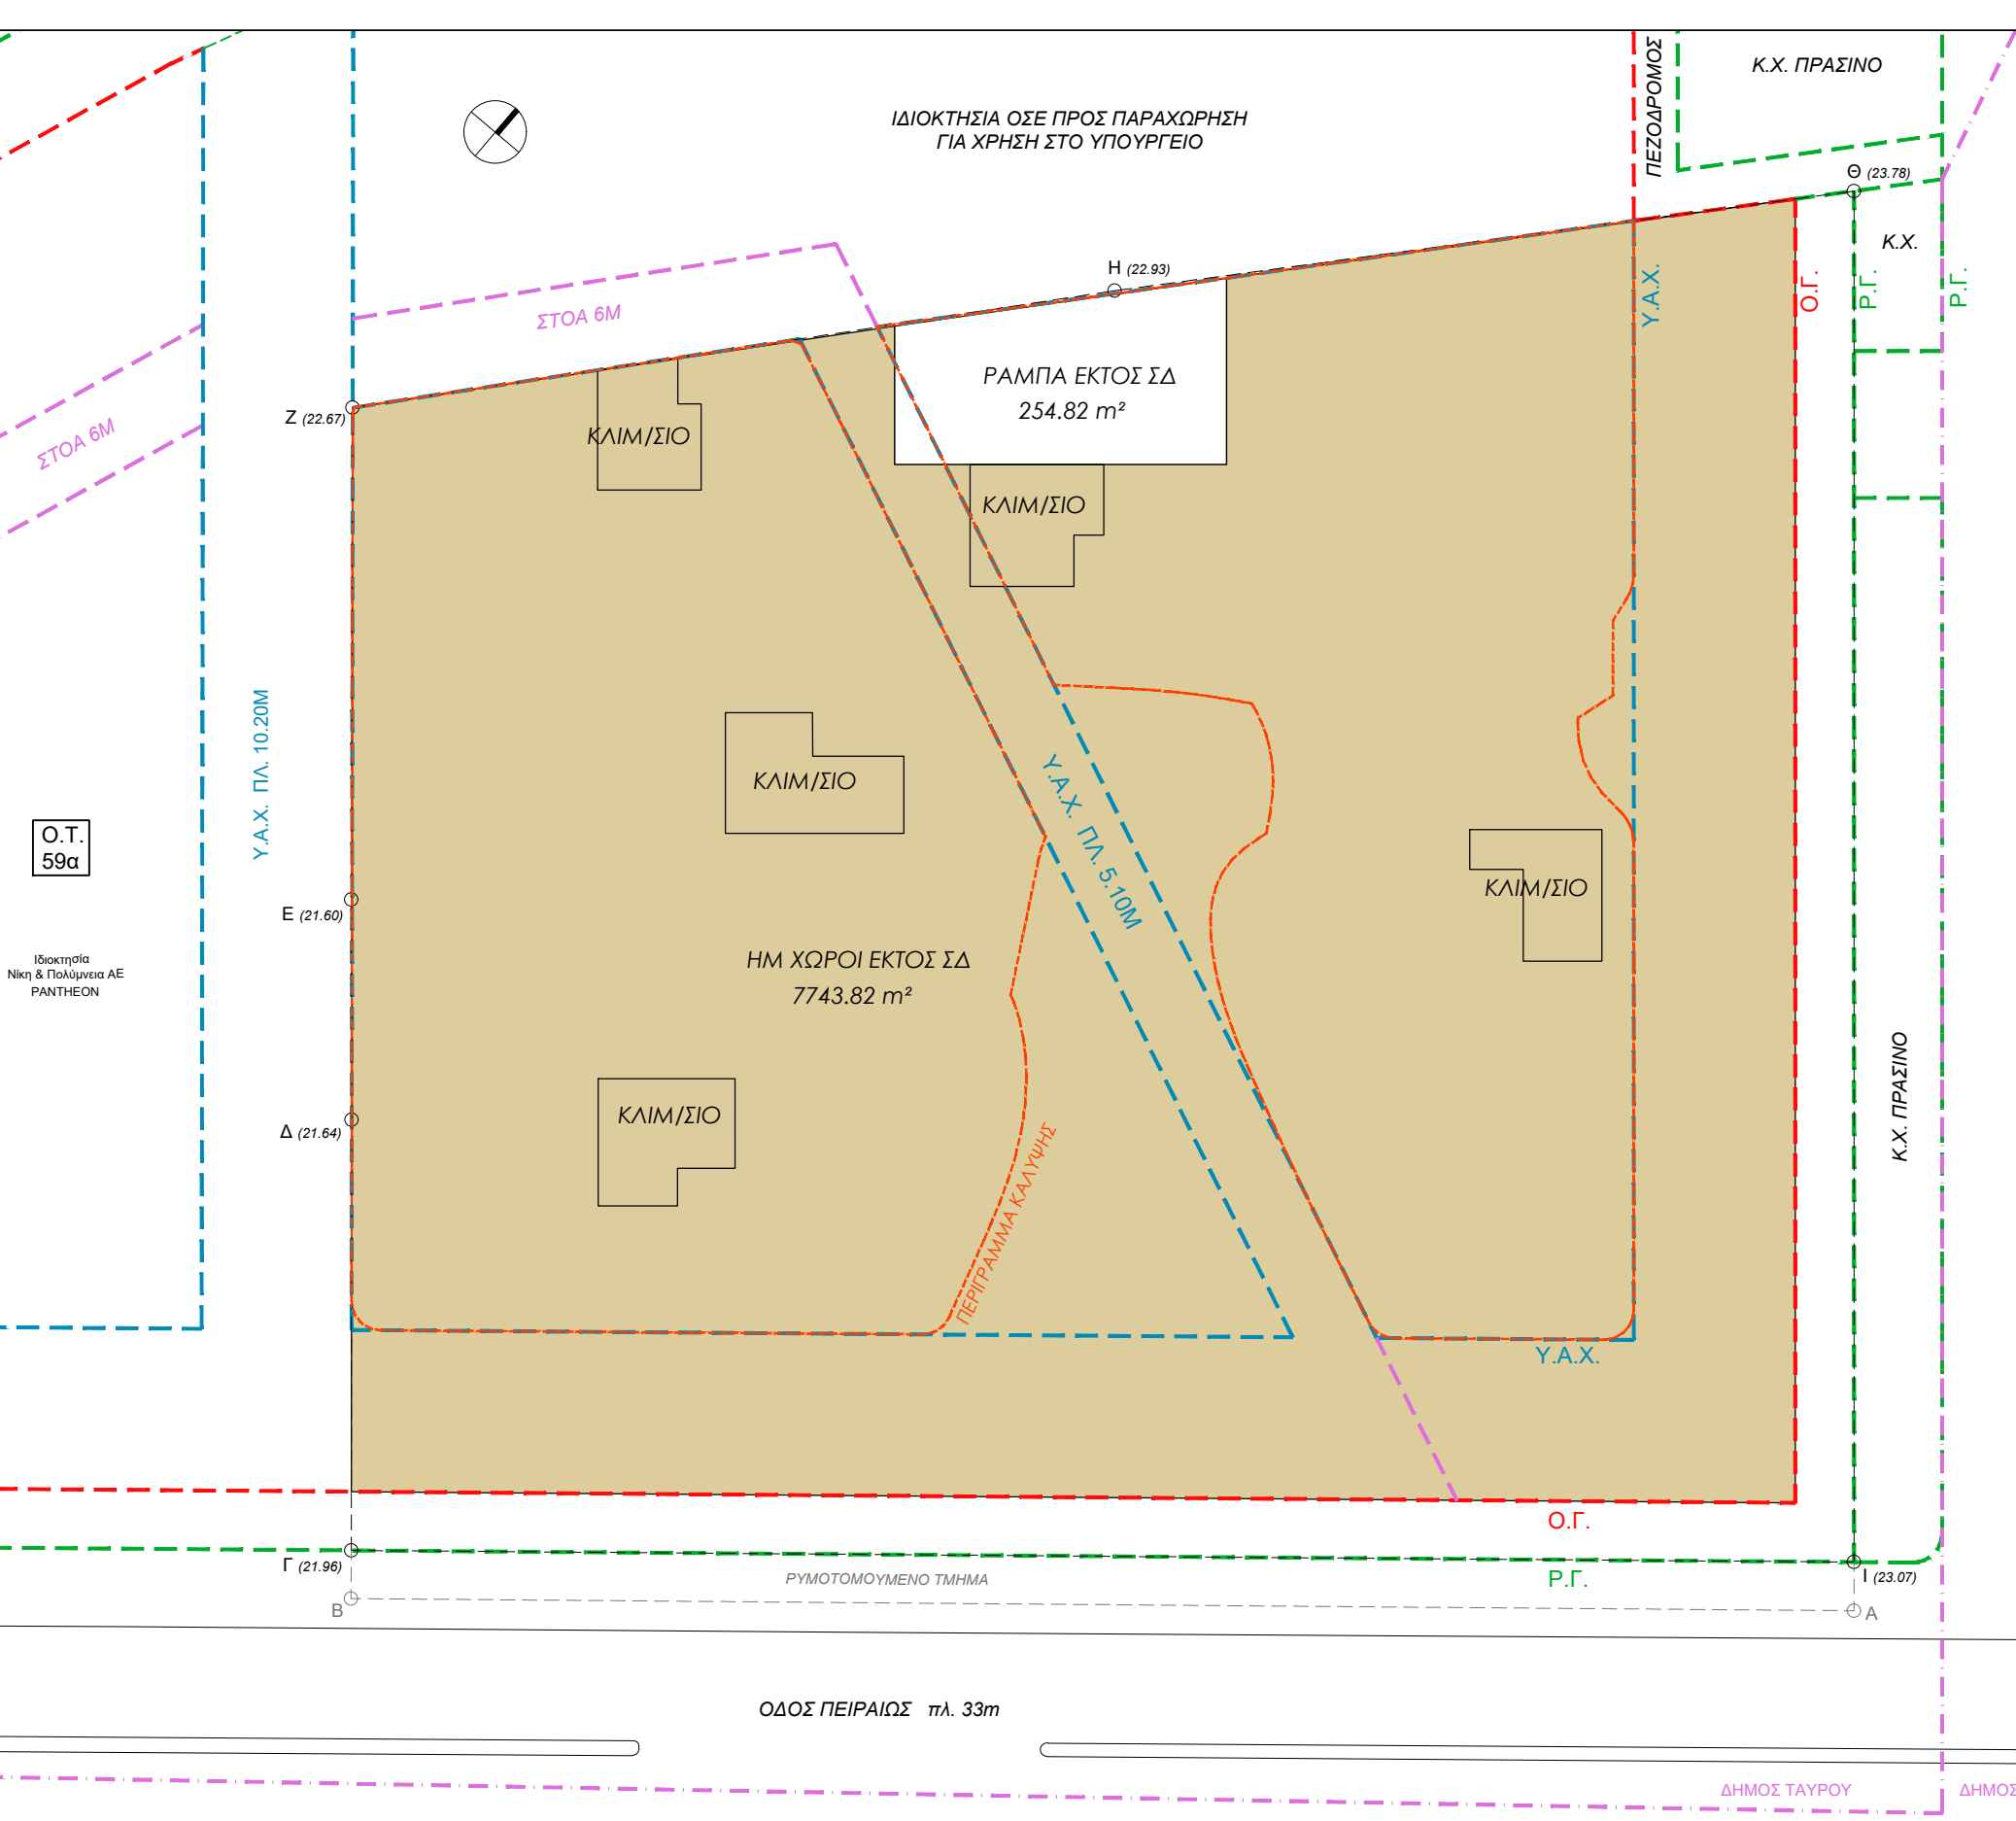 ΠΕΖΟΔΡΟΜΟΣ
Κ.Χ. ΠΡΑΣΙΝΟ
ΙΔΙΟΚΤΗΣΙΑ ΟΣΕ ΠΡΟΣ ΠΑΡΑΧΩΡΗΣΗ
ΓΙΑ ΧΡΗΣΗ ΣΤΟ ΥΠΟΥΡΓΕΙΟ
Θ (23.78)
Κ.Χ.
Η (22.93)
Υ.Α.Χ.
Ο.Γ.
Ρ.Γ.
Ρ.Γ.
ΣΤΟΑ 6Μ
ΡΑΜΠΑ ΕΚΤΟΣ ΣΔ
254.82 m²
Ζ (22.67)
ΣΤΟΑ 6Μ
ΚΛΙΜ/ΣΙΟ
ΚΛΙΜ/ΣΙΟ
Υ.Α.Χ. ΠΛ. 10.20Μ
ΚΛΙΜ/ΣΙΟ
Υ.Α.Χ. ΠΛ. 5.10Μ
Ο.Τ.
59α
ΚΛΙΜ/ΣΙΟ
Ε (21.60)
Ιδιοκτησία
Νίκη & Πολύμνεια ΑΕ
PANTHEON
ΗΜ ΧΩΡΟΙ ΕΚΤΟΣ ΣΔ
7743.82 m²
Κ.Χ. ΠΡΑΣΙΝΟ
Δ (21.64)
ΚΛΙΜ/ΣΙΟ
ΠΕΡΙΓΡΑΜΜΑ ΚΑΛΥΨΗΣ
Υ.Α.Χ.
Ο.Γ.
Γ (21.96)
ΡΥΜΟΤΟΜΟΥΜΕΝΟ ΤΜΗΜΑ
Ρ.Γ.
Ι (23.07)
Β
Α
ΟΔΟΣ ΠΕΙΡΑΙΩΣ πλ. 33m
ΔΗΜΟΣ ΤΑΥΡΟΥ
ΔΗΜΟΣ